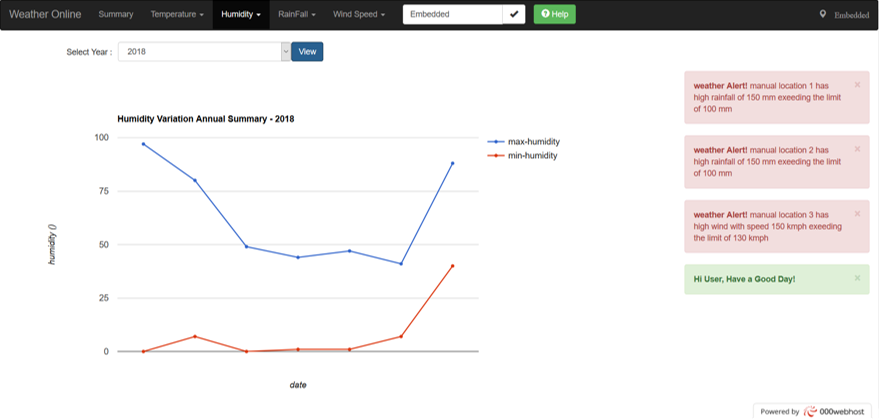 Weather Online Summary Temperature Humidity RainFall Wind Speed Embedded Help Embedded
Select Year : 2018 View
weather Alert! manual location 1 has
high rainfall of 150 mm exeeding the limit
of 100 mm
Humidity Variation Annual Summary - 2018
100
max-humidity
min-humidity
weather Alert! manual location 2 has
high rainfall of 150 mm exeeding the limit
of 100 mm
75
50
humidity ()
weather Alert! manual location 3 has
high wind with speed 150 kmph exeeding
the limit of 130 kmph
Hi User, Have a Good Day!
25
0
date
Powered by 000webhost